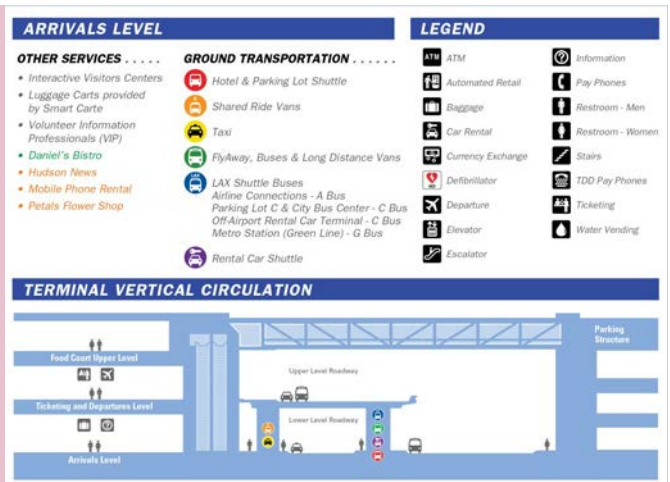 ARRIVALS LEVEL
OTHER SERVICES . . . . .
• Interactive Visitors Centers
• Luggage Carts provided
by Smart Carte
• Volunteer Information
Professionals (VIP)
• Daniel's Bistro
• Hudson News
• Mobile Phone Rental
• Petals Flower Shop
GROUND TRANSPORTATION . . . . . .
Hotel & Parking Lot Shuttle
Shared Ride Vans
Taxi
FlyAway, Buses & Long Distance Vans
LAX
LAX Shuttle Buses
Airline Connections - A Bus
Parking Lot C & City Bus Center - C Bus
Off-Airport Rental Car Terminal - C Bus
Metro Station (Green Line) - G Bus
Rental Car Shuttle
LEGEND
ATM ATM
Automated Retail
Baggage
Car Rental
Currency Exchange
Defibrillator
Departure
Elevator
Escalator
? Information
Pay Phones
Restroom - Men
Restroom - Women
Stairs
TDD Pay Phones
Ticketing
Water Vending
TERMINAL VERTICAL CIRCULATION
Parking
Structure
Food Court Upper Level
Upper Level Roadway
Ticketing and Departures Level
Lower Level Roadway
Arrivals Level